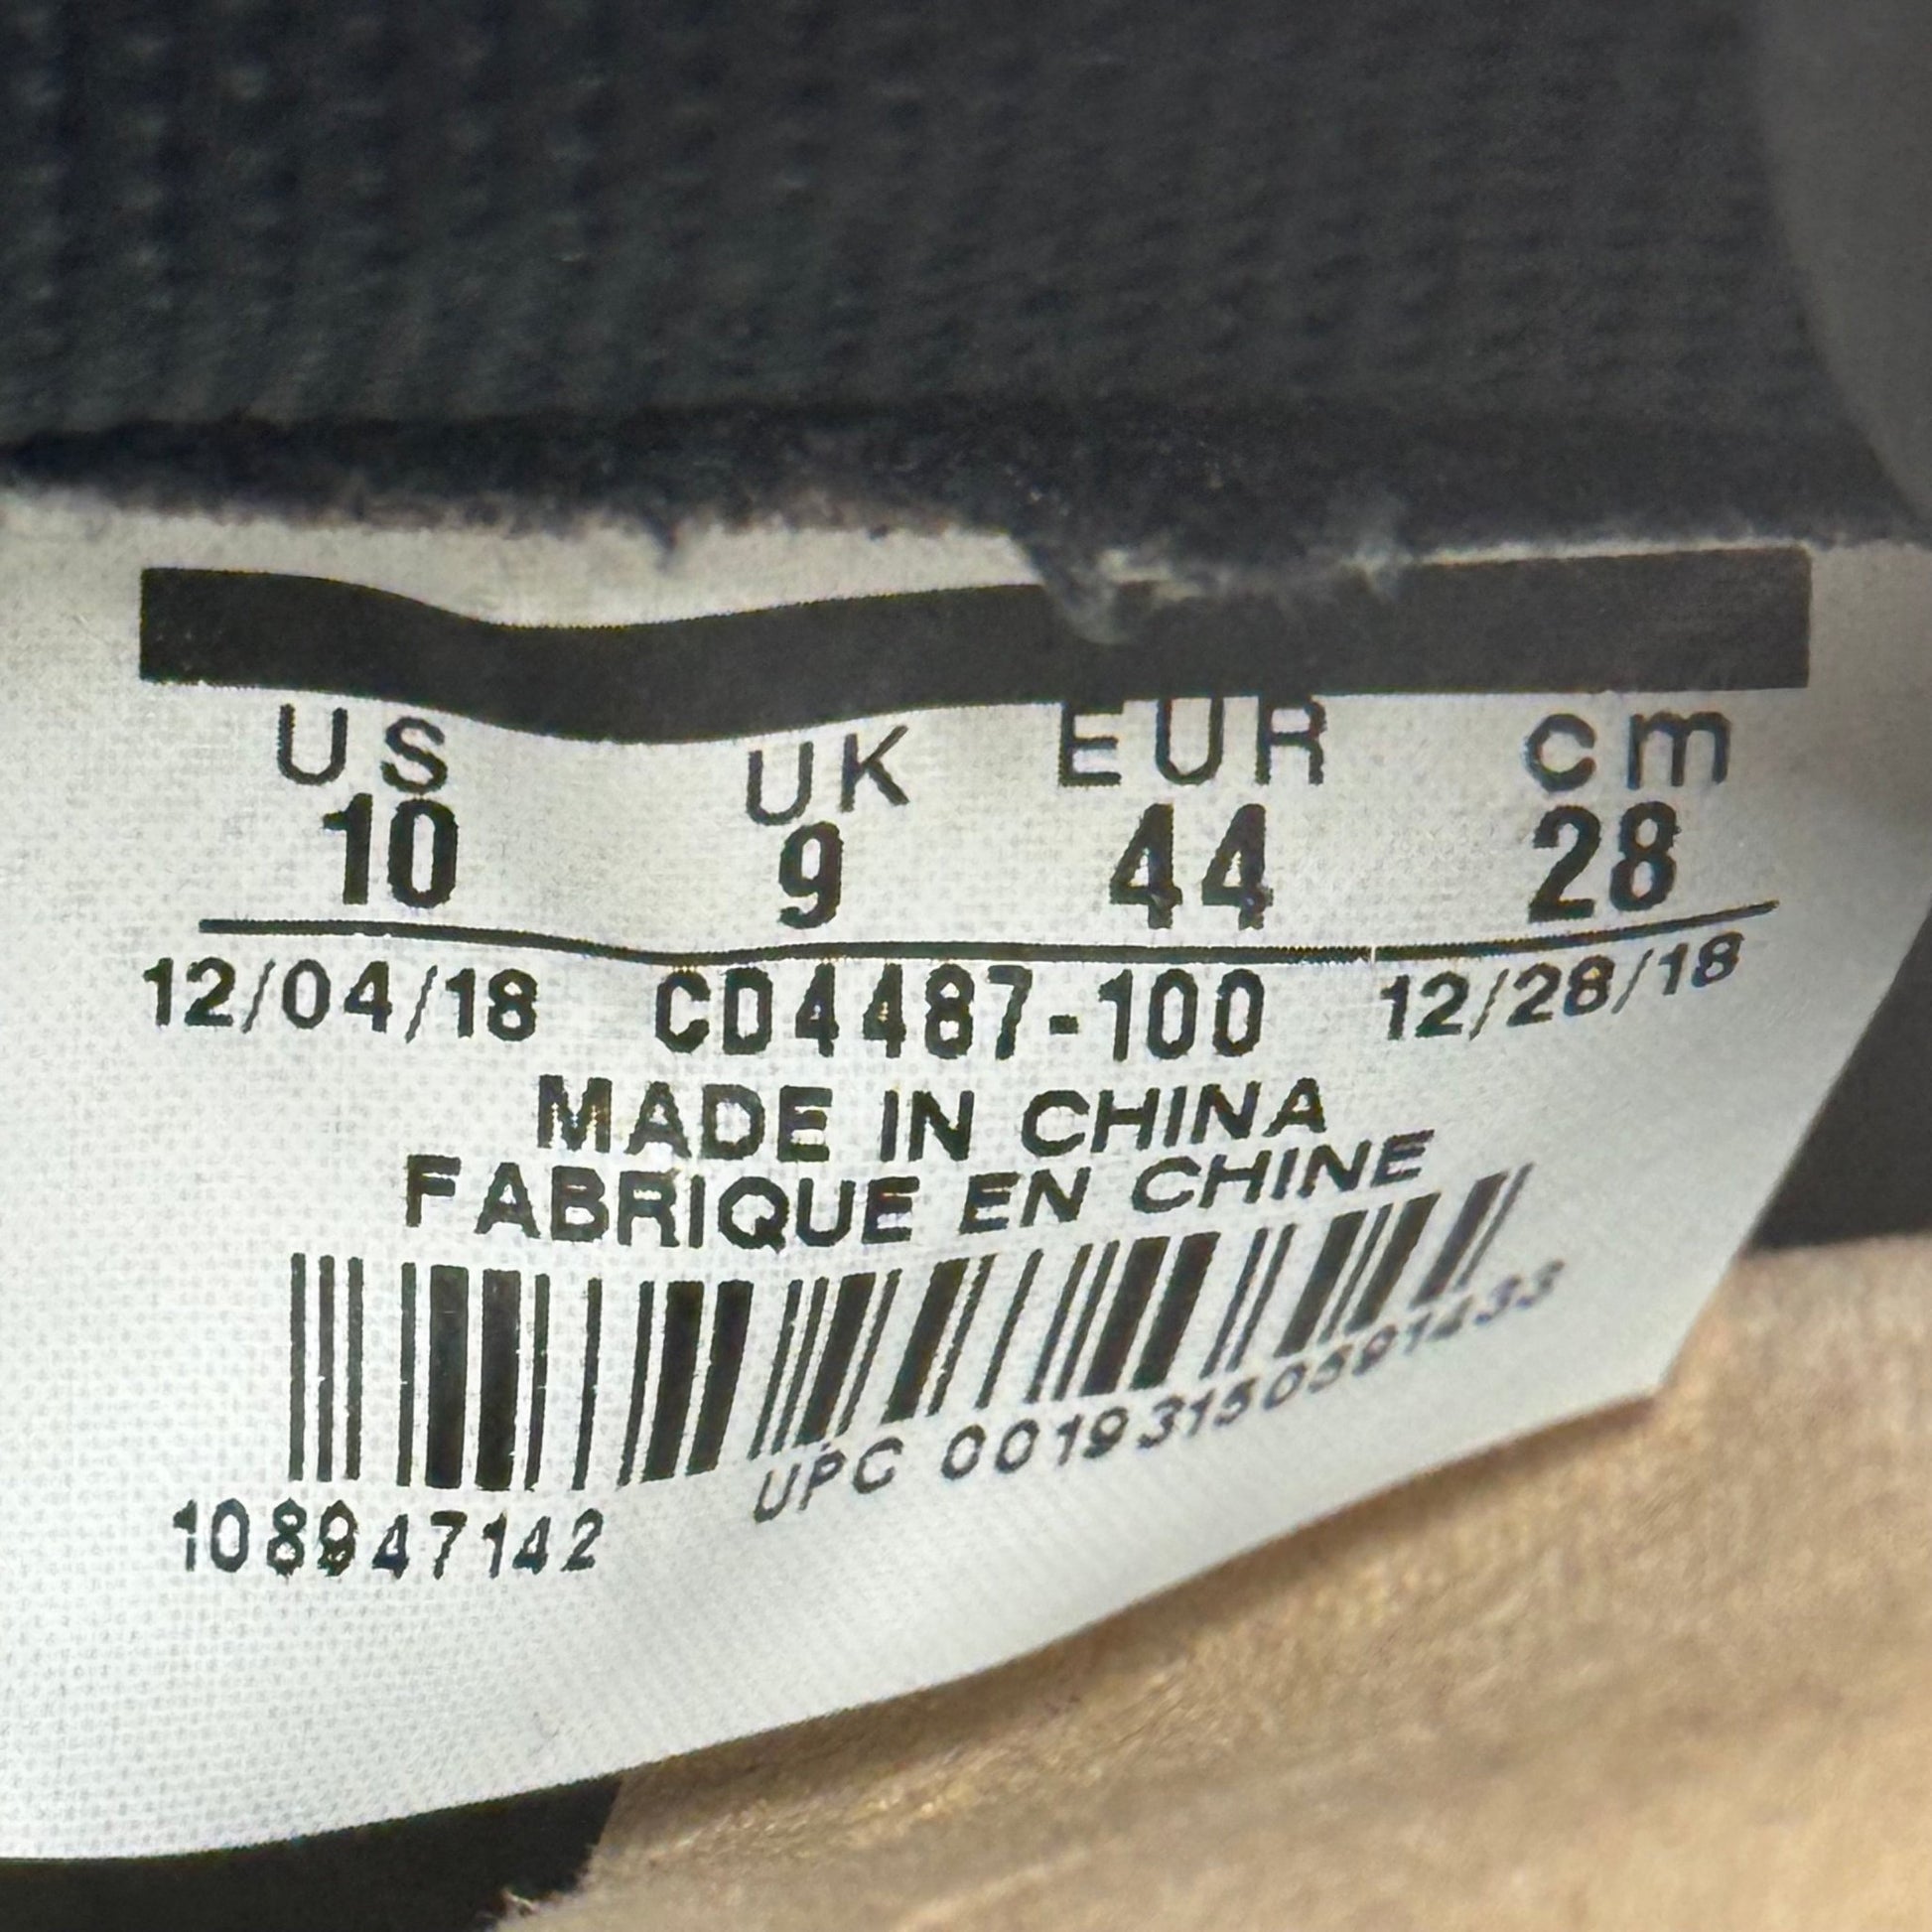 US UK EUR cm
10 9 44 28
12/04/18 CD4487-100 12/28/18
MADE IN CHINA
FABRIQUE EN CHINE
UPC 00193150591433
108947142